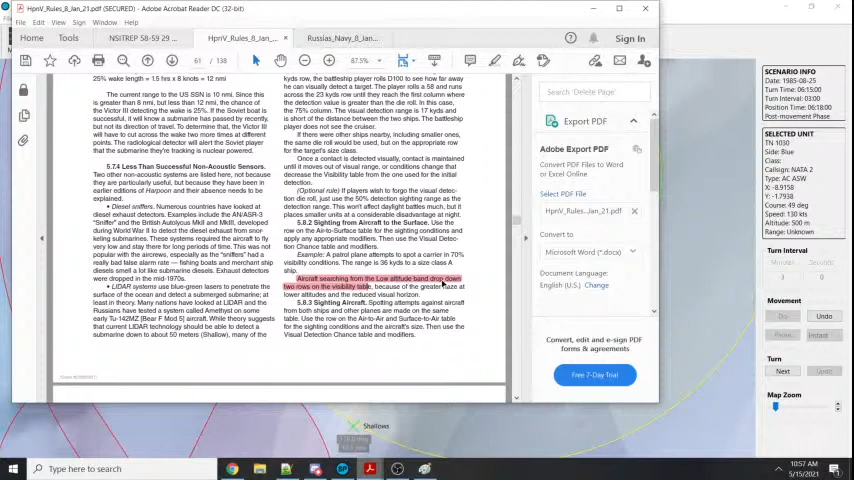 HpnV_Rules_8_Jan_21.pdf (SECURED) - Adobe Acrobat Reader DC (32-bit)
File Edit View Sign Window Help
Home Tools NSITREP 58-59 29 ... HpnV_Rules_8_Jan_... × Russias_Navy_8_Jan... Sign In
61 / 138 87.5%
25% wake length = 1.5 hrs x 8 knots = 12 nmi
The current range to the US SSN is 10 nmi. Since
this is greater than 8 nmi, but less than 12 nmi, the chance of
the Victor III detecting the wake is 25%. If the Soviet boat is
successful, it will know a submarine has passed by recently,
but not its direction of travel. To determine that, the Victor III
will have to cut across the wake two more times at different
points. The radiological detector will alert the Soviet player
that the submarine they're tracking is nuclear powered.
5.7.4 Less Than Successful Non-Acoustic Sensors.
Two other non-acoustic systems are listed here, not because
they are particularly useful, but because they have been in
earlier editions of Harpoon and their absence needs to be
explained.
• Diesel sniffers. Numerous countries have looked at
diesel exhaust detectors. Examples include the AN/ASR-3
"Sniffer" and the British Autolycus MkII and MkIII, developed
during World War II to detect the diesel exhaust from snor-
keling submarines. These systems required the aircraft to fly
very low and stay there for long periods of time. This was not
popular with the aircrews, especially as the "sniffers" had a
really bad false alarm rate — fishing boats and merchant ship
diesels smell a lot like submarine diesels. Exhaust detectors
were dropped in the mid-1970s.
• LIDAR systems use blue-green lasers to penetrate the
surface of the ocean and detect a submerged submarine; at
least in theory. Many nations have looked at LIDAR and the
Russians have tested a system called Amethyst on some
early Tu-142MZ [Bear F Mod 5] aircraft. While theory suggests
that current LIDAR technology should be able to detect a
submarine down to about 50 meters (Shallow), many of the
kyds row, the battleship player rolls D100 to see how far away
he can visually detect a target. The player rolls a 58 and runs
across the 23 kyds row until they reach the first column where
the detection value is greater than the die roll. In this case,
the 75% column. The visual detection range is 17 kyds and
is short of the distance between the two ships. The battleship
player does not see the cruiser.
If there were other ships nearby, including smaller ones,
the same die roll would be used, but on the appropriate row
for the target's size class.
Once a contact is detected visually, contact is maintained
until it moves out of visual range, or conditions change that
decrease the Visibility table from the one used for the initial
detection.
(Optional rule) If players wish to forgo the visual detec-
tion die roll, just use the 50% detection sighting range as the
detection range. This won't affect daylight battles much, but it
places smaller units at a considerable disadvantage at night.
5.8.2 Sighting from Aircraft to the Surface. Use the
row on the Air-to-Surface table for the sighting conditions and
apply any appropriate modifiers. Then use the Visual Detec-
tion Chance table and modifiers.
Example: A patrol plane attempts to spot a carrier in 70%
visibility conditions. The range is 36 kyds to a size class A
ship.
Aircraft searching from the Low altitude band drop down
two rows on the visibility table, because of the greater haze at
lower altitudes and the reduced visual horizon.
5.8.3 Sighting Aircraft. Spotting attempts against aircraft
from both ships and other planes are made on the same
table. Use the row on the Air-to-Air and Surface-to-Air table
for the sighting conditions and the aircraft's size. Then use the
Visual Detection Chance table and modifiers.
Search 'Delete Page'
Export PDF
Adobe Export PDF
Convert PDF Files to Word
or Excel Online
Select PDF File
HpnV_Rules...Jan_21.pdf ×
Convert to
Microsoft Word (*.docx)
Document Language:
English (U.S.) Change
Convert, edit and e-sign PDF
forms & agreements
Free 7-Day Trial
SCENARIO INFO
Date: 1985-08-25
Turn Time: 06:15:00
Turn Interval: 03:00
Position Time: 06:18:00
Post-movement Phase
SELECTED UNIT
TN 1030
Side: Blue
Classification:
Callsign: NATA 2
Type: AC ASW
X: -8.9158
Y: -1.7938
Course: 49 deg
Speed: 130 kts
Altitude: 500 m
Range: Unknown
Turn Interval
Minutes Seconds
3 0
Movement
Undo
Instant
Turn
Next
Map Zoom
Shallows
Type here to search
10:57 AM
5/15/2021